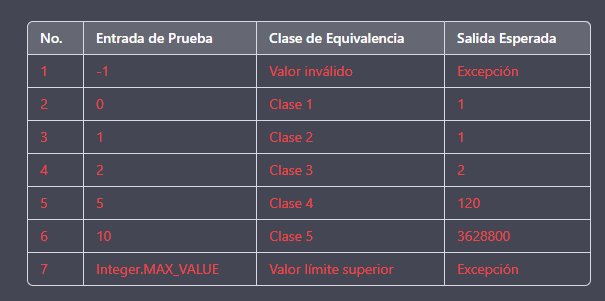 No. Entrada de Prueba Clase de Equivalencia Salida Esperada
1 -1 Valor inválido Excepción
2 0 Clase 1 1
3 1 Clase 2 1
4 2 Clase 3 2
5 5 Clase 4 120
6 10 Clase 5 3628800
7 Integer.MAX_VALUE Valor límite superior Excepción